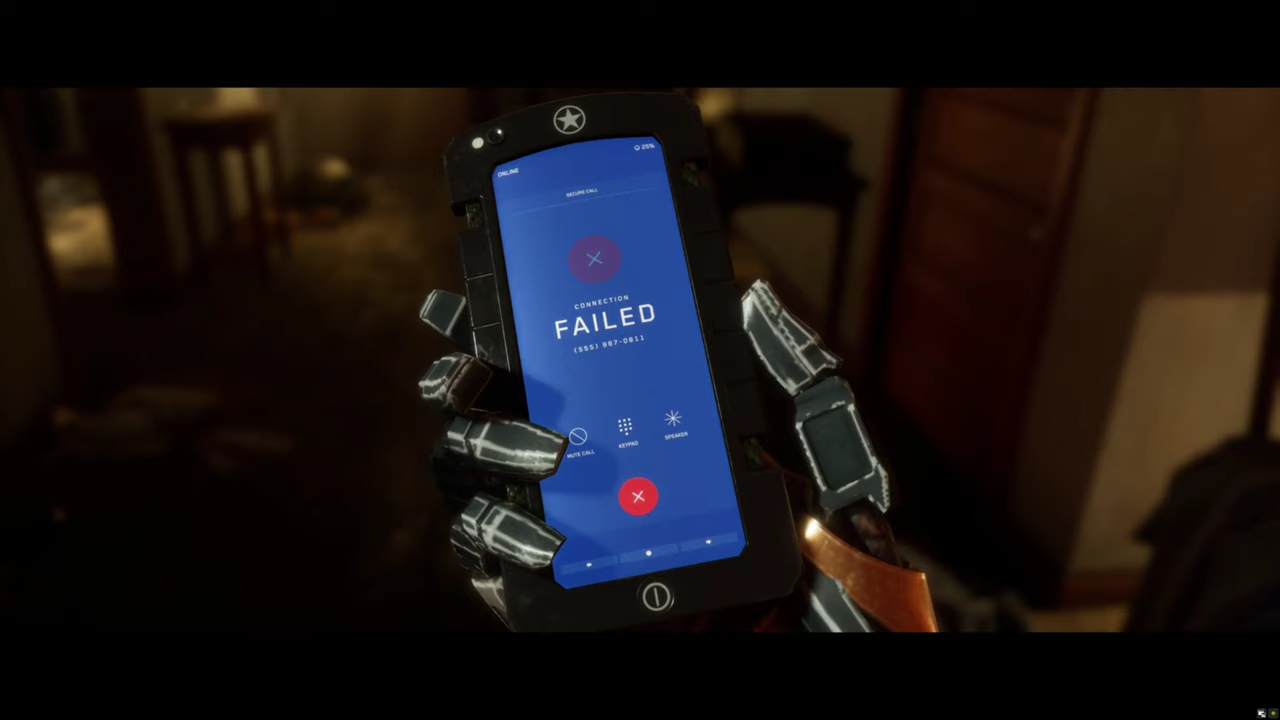 25%
ONLINE
SECURE CALL
CONNECTION
FAILED
(555) 987-0811
MUTE CALL
KEYPAD
SPEAKER